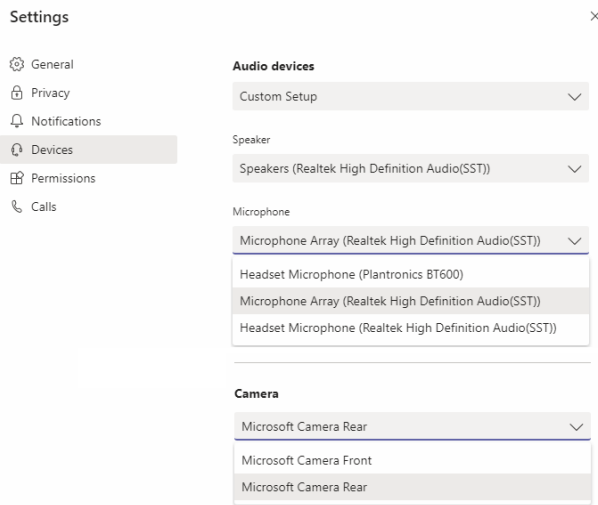 Settings
General
Privacy
Notifications
Devices
Permissions
Calls
Audio devices
Custom Setup
Speaker
Speakers (Realtek High Definition Audio(SST))
Microphone
Microphone Array (Realtek High Definition Audio(SST))
Headset Microphone (Plantronics BT600)
Microphone Array (Realtek High Definition Audio(SST))
Headset Microphone (Realtek High Definition Audio(SST))
Camera
Microsoft Camera Rear
Microsoft Camera Front
Microsoft Camera Rear